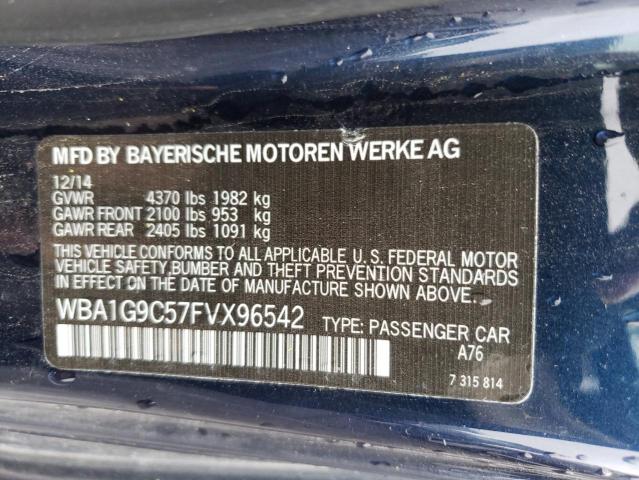 MFD BY BAYERISCHE MOTOREN WERKE AG
12/14
GVWR 4370 lbs 1982 kg
GAWR FRONT 2100 lbs 953 kg
GAWR REAR 2405 lbs 1091 kg
THIS VEHICLE CONFORMS TO ALL APPLICABLE U.S. FEDERAL MOTOR
VEHICLE SAFETY,BUMPER AND THEFT PREVENTION STANDARDS
IN EFFECT ON THE DATE OF MANUFACTURE SHOWN ABOVE.
WBA1G9C57FVX96542 TYPE: PASSENGER CAR
A76
7 315 814